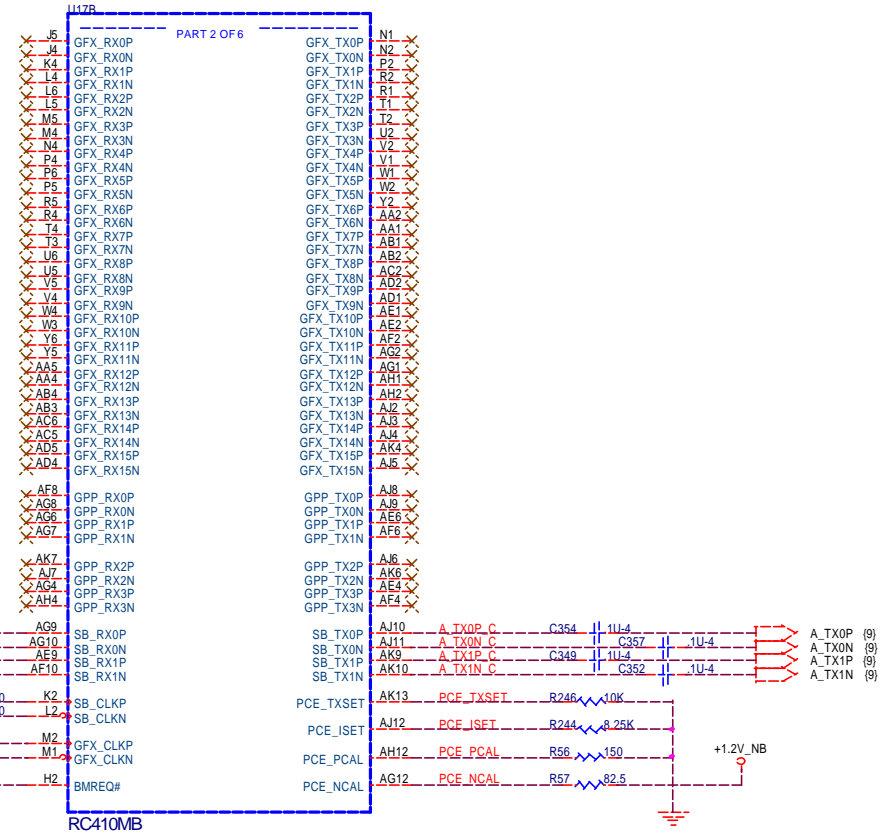 U17B
PART 2 OF 6
J5 GFX_RX0P GFX_TX0P N1
J4 GFX_RX0N GFX_TX0N N2
K4 GFX_RX1P GFX_TX1P P2
L4 GFX_RX1N GFX_TX1N R2
L6 GFX_RX2P GFX_TX2P R1
L5 GFX_RX2N GFX_TX2N T1
M5 GFX_RX3P GFX_TX3P T2
M4 GFX_RX3N GFX_TX3N U2
N4 GFX_RX4P GFX_TX4P V2
P4 GFX_RX4N GFX_TX4N V1
P6 GFX_RX5P GFX_TX5P W1
P5 GFX_RX5N GFX_TX5N W2
R5 GFX_RX6P GFX_TX6P Y2
R4 GFX_RX6N GFX_TX6N AA2
T4 GFX_RX7P GFX_TX7P AA1
T3 GFX_RX7N GFX_TX7N AB1
U6 GFX_RX8P GFX_TX8P AB2
U5 GFX_RX8N GFX_TX8N AC2
V5 GFX_RX9P GFX_TX9P AD2
V4 GFX_RX9N GFX_TX9N AD1
W4 GFX_RX10P GFX_TX10P AE1
W3 GFX_RX10N GFX_TX10N AE2
Y6 GFX_RX11P GFX_TX11P AF2
Y5 GFX_RX11N GFX_TX11N AG2
AA5 GFX_RX12P GFX_TX12P AG1
AA4 GFX_RX12N GFX_TX12N AH1
AB4 GFX_RX13P GFX_TX13P AH2
AB3 GFX_RX13N GFX_TX13N AJ2
AC6 GFX_RX14P GFX_TX14P AJ3
AC5 GFX_RX14N GFX_TX14N AJ4
AD5 GFX_RX15P GFX_TX15P AK4
AD4 GFX_RX15N GFX_TX15N AJ5
AF8 GPP_RX0P GPP_TX0P AJ8
AG8 GPP_RX0N GPP_TX0N AJ9
AG6 GPP_RX1P GPP_TX1P AE6
AG7 GPP_RX1N GPP_TX1N AF6
AK7 GPP_RX2P GPP_TX2P AJ6
AJ7 GPP_RX2N GPP_TX2N AK6
AG4 GPP_RX3P GPP_TX3P AE4
AH4 GPP_RX3N GPP_TX3N AF4
AG9 SB_RX0P SB_TX0P AJ10 A_TX0P_C C354 .1U-4 A_TX0P {9}
AG10 SB_RX0N SB_TX0N AJ11 A_TX0N_C C357 .1U-4 A_TX0N {9}
AE9 SB_RX1P SB_TX1P AK9 A_TX1P_C C349 .1U-4 A_TX1P {9}
AF10 SB_RX1N SB_TX1N AK10 A_TX1N_C C352 .1U-4 A_TX1N {9}
K2 SB_CLKP PCE_TXSET AK13 PCE_TXSET R246 10K
L2 SB_CLKN
PCE_ISET AJ12 PCE_ISET R244 8.25K
M2 GFX_CLKP
M1 GFX_CLKN PCE_PCAL AH12 PCE_PCAL R56 150 +1.2V_NB
H2 BMREQ# PCE_NCAL AG12 PCE_NCAL R57 82.5
RC410MB